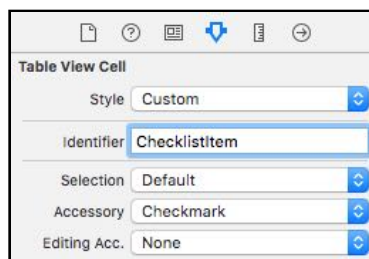 Table View Cell
Style Custom
Identifier ChecklistItem
Selection Default
Accessory Checkmark
Editing Acc. None